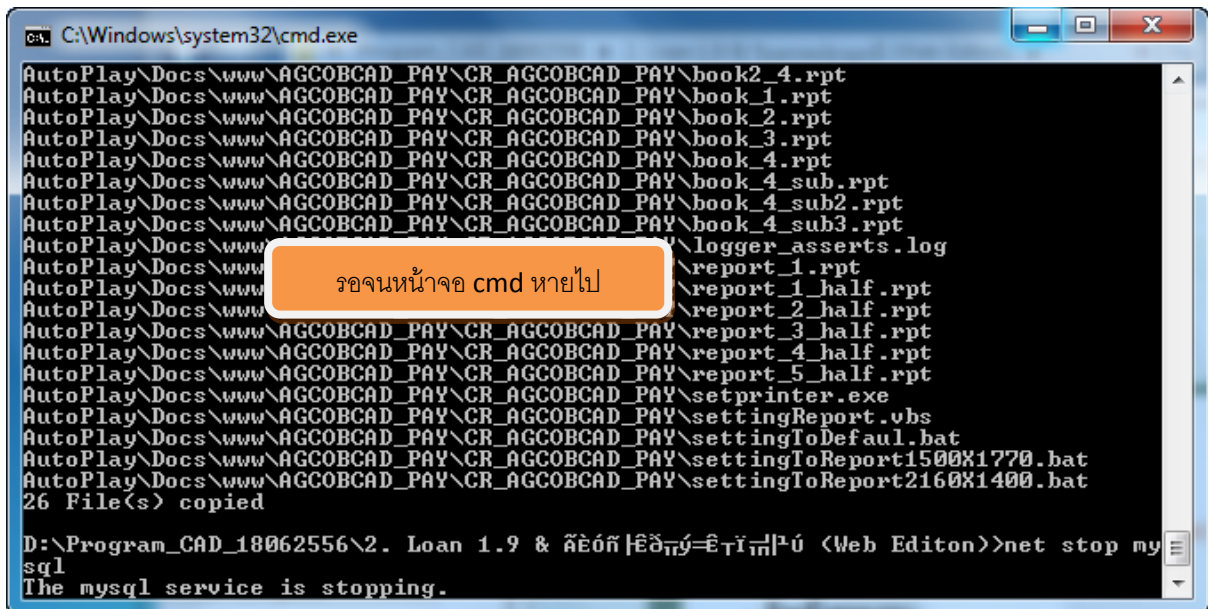 C:\Windows\system32\cmd.exe
AutoPlay\Docs\www\AGCOBCAD_PAY\CR_AGCOBCAD_PAY\book2_4.rpt
AutoPlay\Docs\www\AGCOBCAD_PAY\CR_AGCOBCAD_PAY\book_1.rpt
AutoPlay\Docs\www\AGCOBCAD_PAY\CR_AGCOBCAD_PAY\book_2.rpt
AutoPlay\Docs\www\AGCOBCAD_PAY\CR_AGCOBCAD_PAY\book_3.rpt
AutoPlay\Docs\www\AGCOBCAD_PAY\CR_AGCOBCAD_PAY\book_4.rpt
AutoPlay\Docs\www\AGCOBCAD_PAY\CR_AGCOBCAD_PAY\book_4_sub.rpt
AutoPlay\Docs\www\AGCOBCAD_PAY\CR_AGCOBCAD_PAY\book_4_sub2.rpt
AutoPlay\Docs\www\AGCOBCAD_PAY\CR_AGCOBCAD_PAY\book_4_sub3.rpt
AutoPlay\Docs\www\AGCOBCAD_PAY\CR_AGCOBCAD_PAY\logger_asserts.log
AutoPlay\Docs\www \report_1.rpt
รอจนหน้าจอ cmd หายไป
AutoPlay\Docs\www \report_1_half.rpt
AutoPlay\Docs\www \report_2_half.rpt
AutoPlay\Docs\www\AGCOBCAD_PAY\CR_AGCOBCAD_PAY\report_3_half.rpt
AutoPlay\Docs\www\AGCOBCAD_PAY\CR_AGCOBCAD_PAY\report_4_half.rpt
AutoPlay\Docs\www\AGCOBCAD_PAY\CR_AGCOBCAD_PAY\report_5_half.rpt
AutoPlay\Docs\www\AGCOBCAD_PAY\CR_AGCOBCAD_PAY\setprinter.exe
AutoPlay\Docs\www\AGCOBCAD_PAY\CR_AGCOBCAD_PAY\settingReport.vbs
AutoPlay\Docs\www\AGCOBCAD_PAY\CR_AGCOBCAD_PAY\settingToDefaul.bat
AutoPlay\Docs\www\AGCOBCAD_PAY\CR_AGCOBCAD_PAY\settingToReport1500X1770.bat
AutoPlay\Docs\www\AGCOBCAD_PAY\CR_AGCOBCAD_PAY\settingToReport2160X1400.bat
26 File(s) copied
D:\Program_CAD_18062556\2. Loan 1.9 & (Web Editon)>net stop my
sql
The mysql service is stopping.